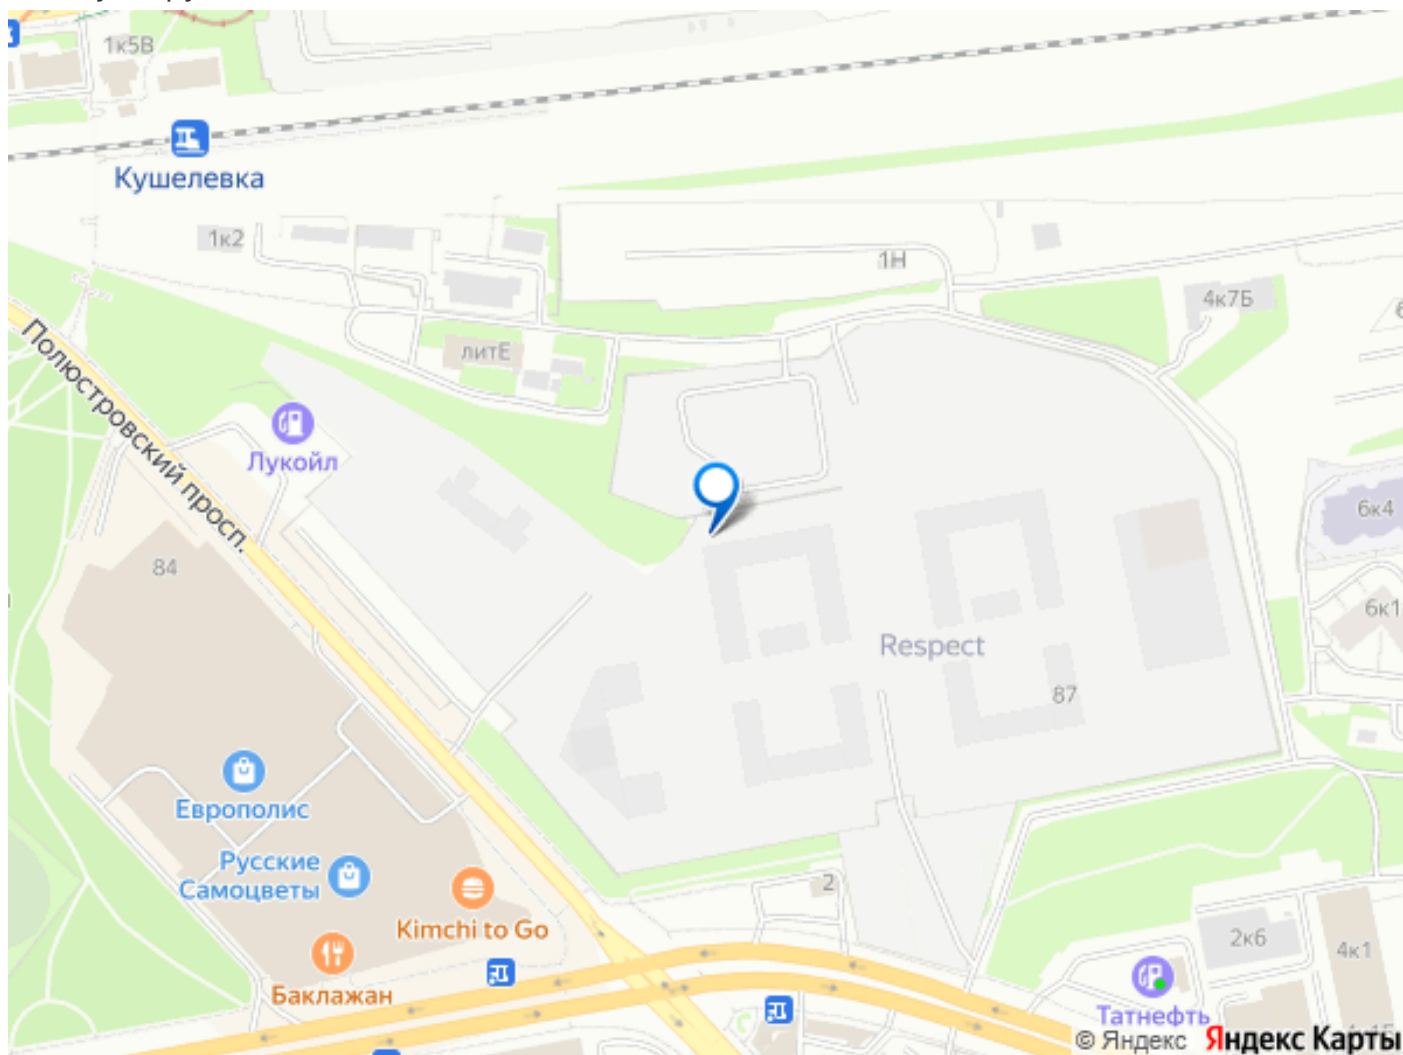 1к5В
Кушелевка
1к2
1Н
4к7Б
литЕ
Полюстровский просп.
Лукойл
6к4
84
6к1
Respect
87
Европолис
Русские
Самоцветы
2
Kimchi to Go
2к6
4к1
Баклажан
Татнефть
© Яндекс Яндекс Карты